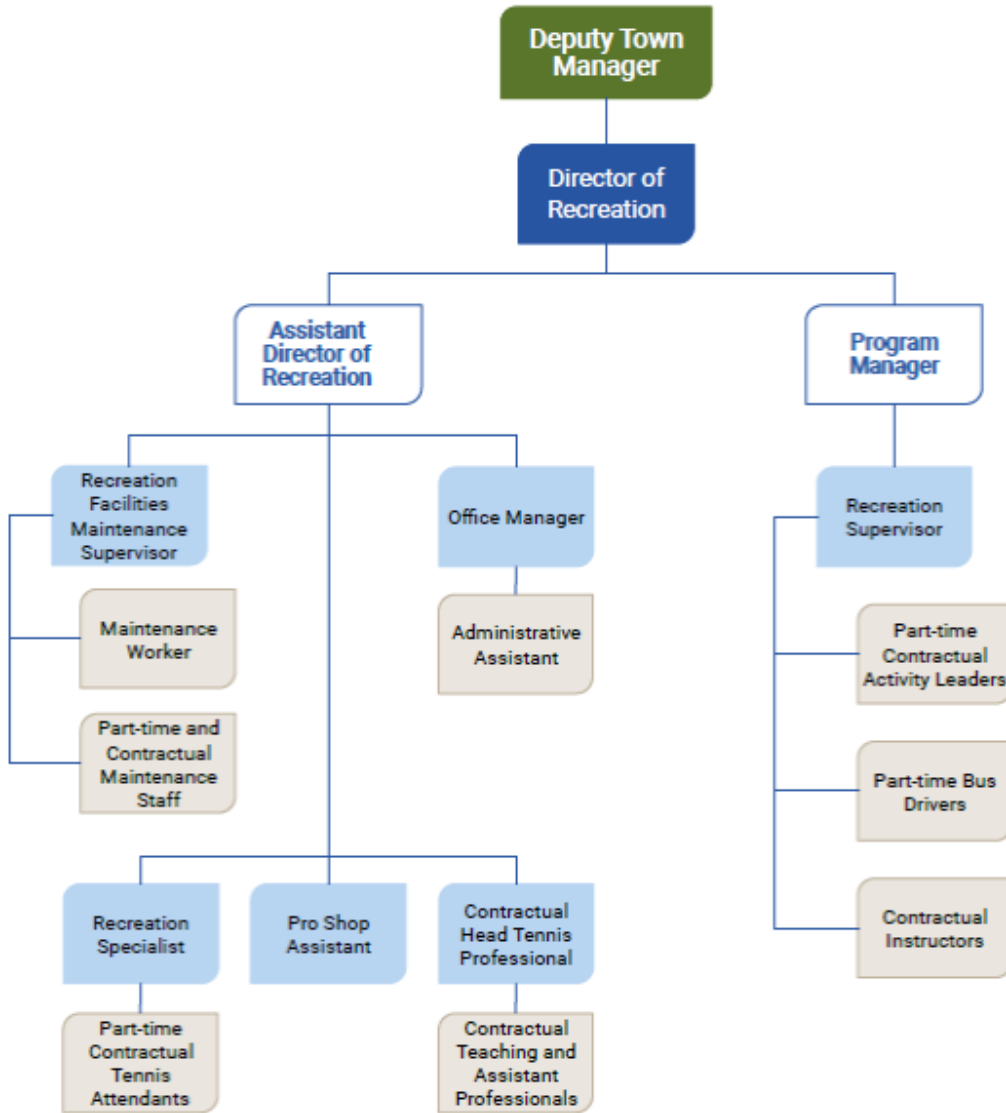 Deputy Town
Manager
Director of
Recreation
Assistant
Director of
Recreation
Program
Manager
Recreation
Facilities
Maintenance
Supervisor
Office Manager
Recreation
Supervisor
Maintenance
Worker
Administrative
Assistant
Part-time
Contractual
Activity Leaders
Part-time and
Contractual
Maintenance
Staff
Part-time Bus
Drivers
Recreation
Specialist
Pro Shop
Assistant
Contractual
Head Tennis
Professional
Contractual
Instructors
Part-time
Contractual
Tennis
Attendants
Contractual
Teaching and
Assistant
Professionals